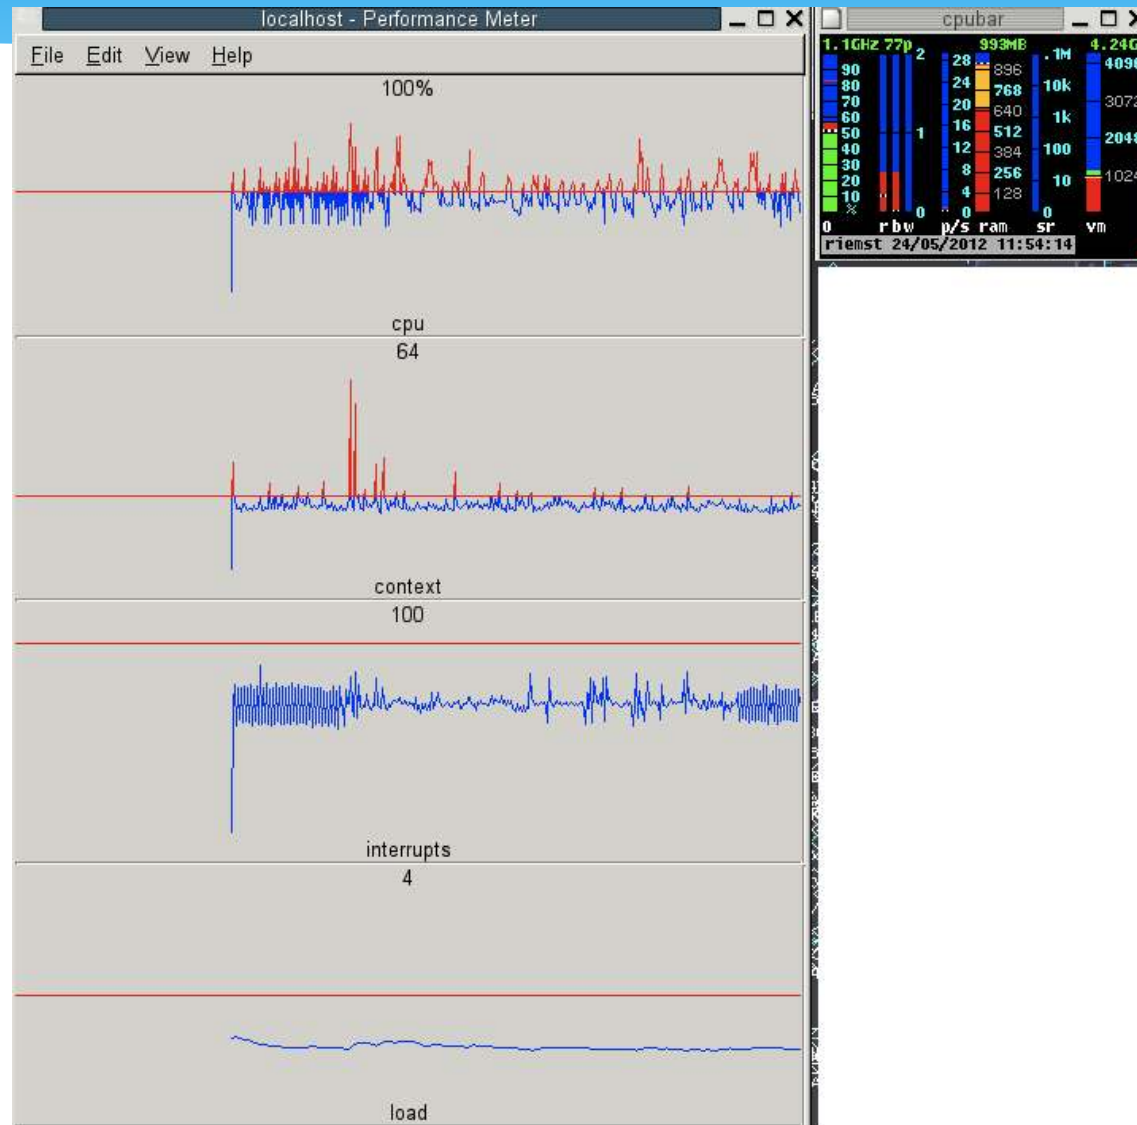 localhost - Performance Meter
File Edit View Help
100%
cpu
64
context
100
interrupts
4
load
cpubar
1.1GHz 77p 993MB 4.24G
2 28 896 .1M 4096
90
80 24 768 10k
70 20 640 3072
60 16 512 1k
50 1 2048
40 12 384 100
30 8 256 1024
20 4 128 10
10
% 0 0 0
0 r b w p/s ram sr vm
riemst 24/05/2012 11:54:14